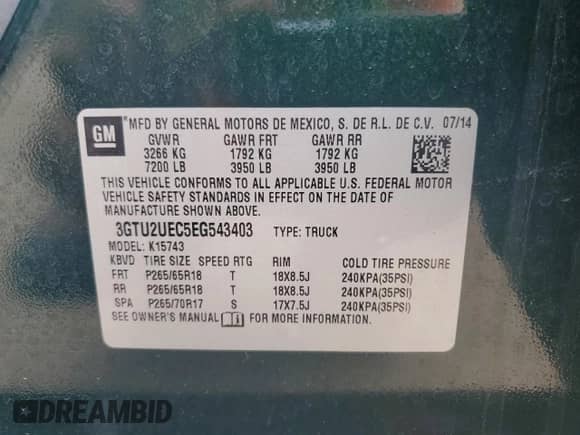 GM
MFD BY GENERAL MOTORS DE MEXICO, S. DE R.L. DE C.V. 07/14
GVWR GAWR FRT GAWR RR
3266 KG 1792 KG 1792 KG
7200 LB 3950 LB 3950 LB
THIS VEHICLE CONFORMS TO ALL APPLICABLE U.S. FEDERAL MOTOR
VEHICLE SAFETY STANDARDS IN EFFECT ON THE DATE OF
MANUFACTURE SHOWN ABOVE.
3GTU2UEC5EG543403 TYPE: TRUCK
MODEL: K15743
KBVD TIRE SIZE SPEED RTG RIM COLD TIRE PRESSURE
FRT P265/65R18 T 18X8.5J 240KPA(35PSI)
RR P265/65R18 T 18X8.5J 240KPA(35PSI)
SPA P265/70R17 S 17X7.5J 240KPA(35PSI)
SEE OWNER'S MANUAL FOR MORE INFORMATION.
DREAMBID